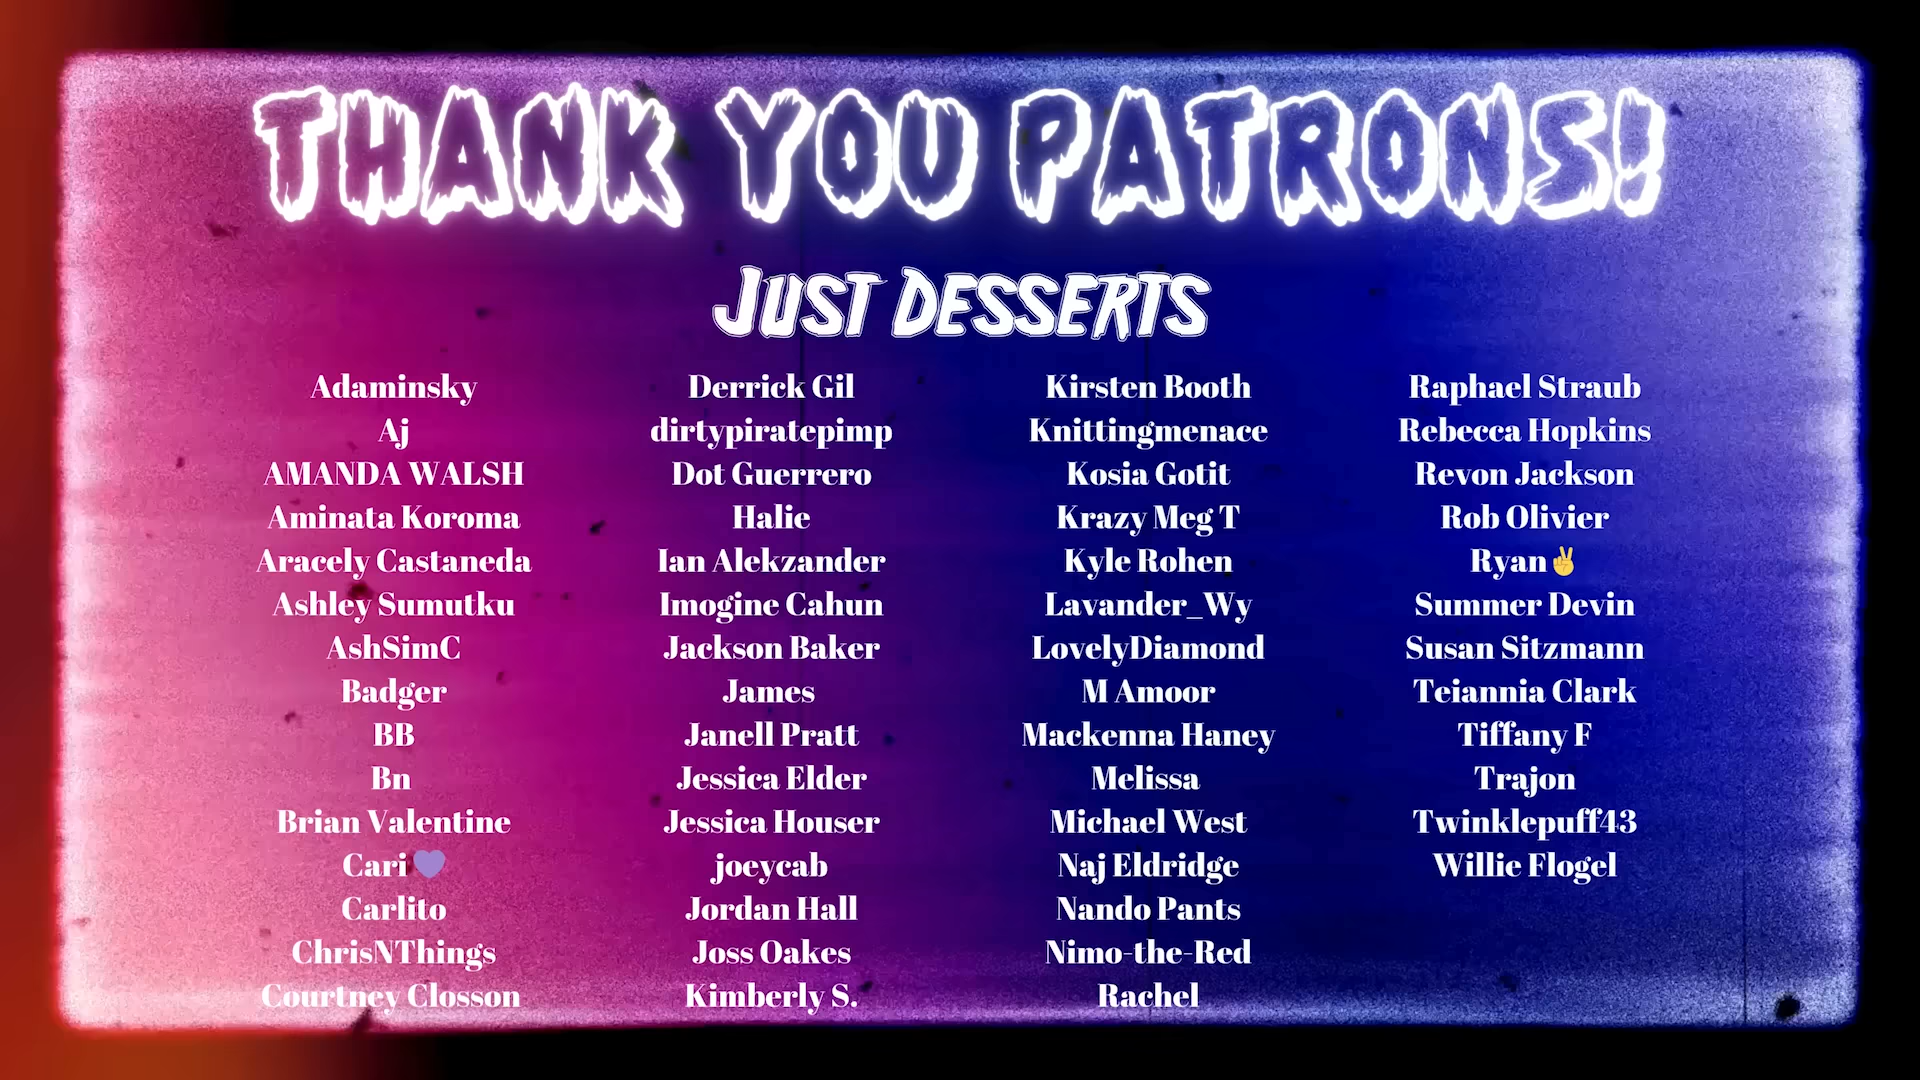 THANK YOU PATRONS!
JUST DESSERTS
Adaminsky
Aj
AMANDA WALSH
Aminata Koroma
Aracely Castaneda
Ashley Sumutku
AshSimC
Badger
BB
Bn
Brian Valentine
Cari💜
Carlito
ChrisNThings
Courtney Closson
Derrick Gil
dirtypiratepimp
Dot Guerrero
Halie
Ian Alekzander
Imogine Cahun
Jackson Baker
James
Janell Pratt
Jessica Elder
Jessica Houser
joeycab
Jordan Hall
Joss Oakes
Kimberly S.
Kirsten Booth
Knittingmenace
Kosia Gotit
Krazy Meg T
Kyle Rohen
Lavander_Wy
LovelyDiamond
M Amoor
Mackenna Haney
Melissa
Michael West
Naj Eldridge
Nando Pants
Nimo-the-Red
Rachel
Raphael Straub
Rebecca Hopkins
Revon Jackson
Rob Olivier
Ryan✌
Summer Devin
Susan Sitzmann
Teiannia Clark
Tiffany F
Trajon
Twinklepuff43
Willie Flogel